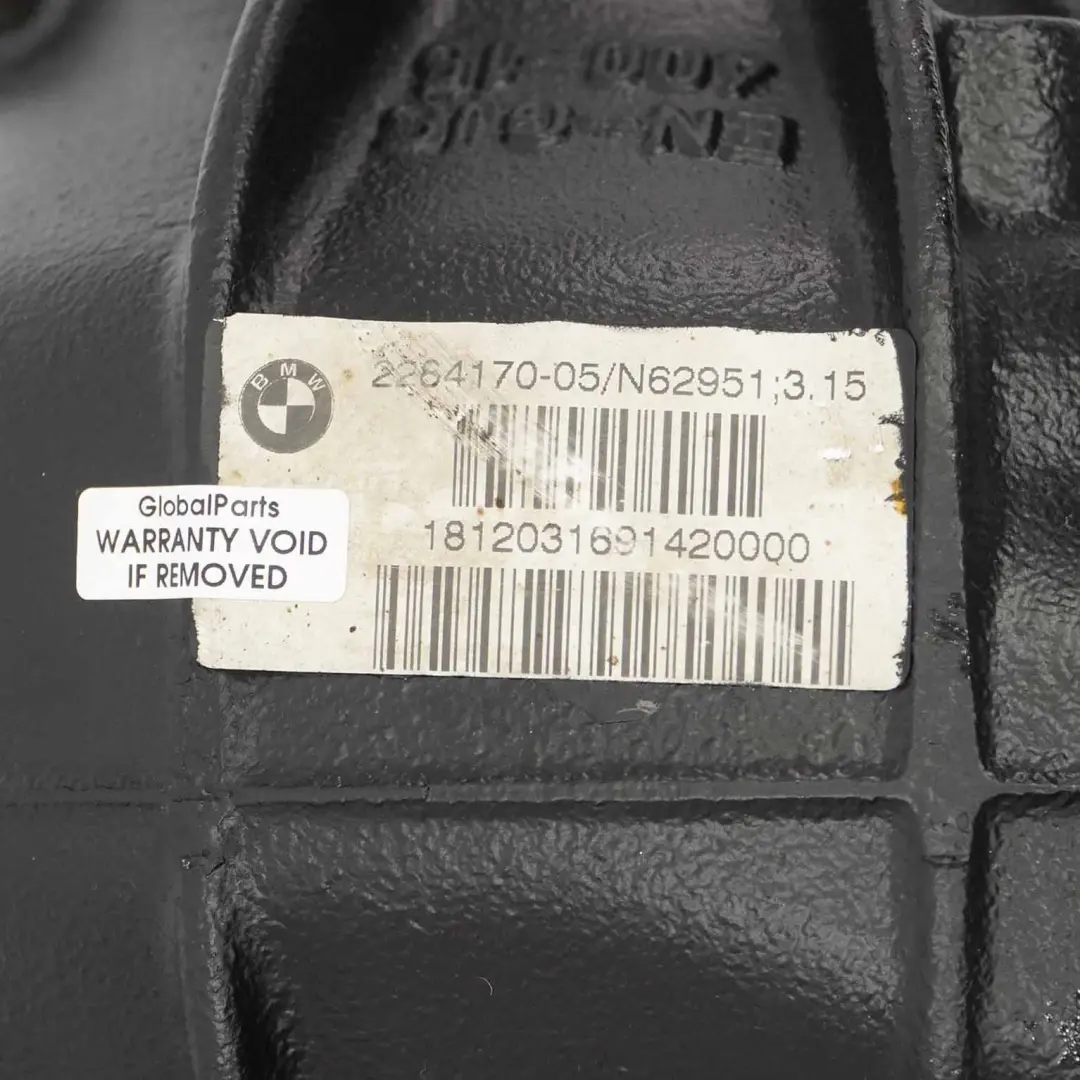 BMW
2284170-05/N62951;3.15
1812031691420000
GlobalParts
WARRANTY VOID
IF REMOVED